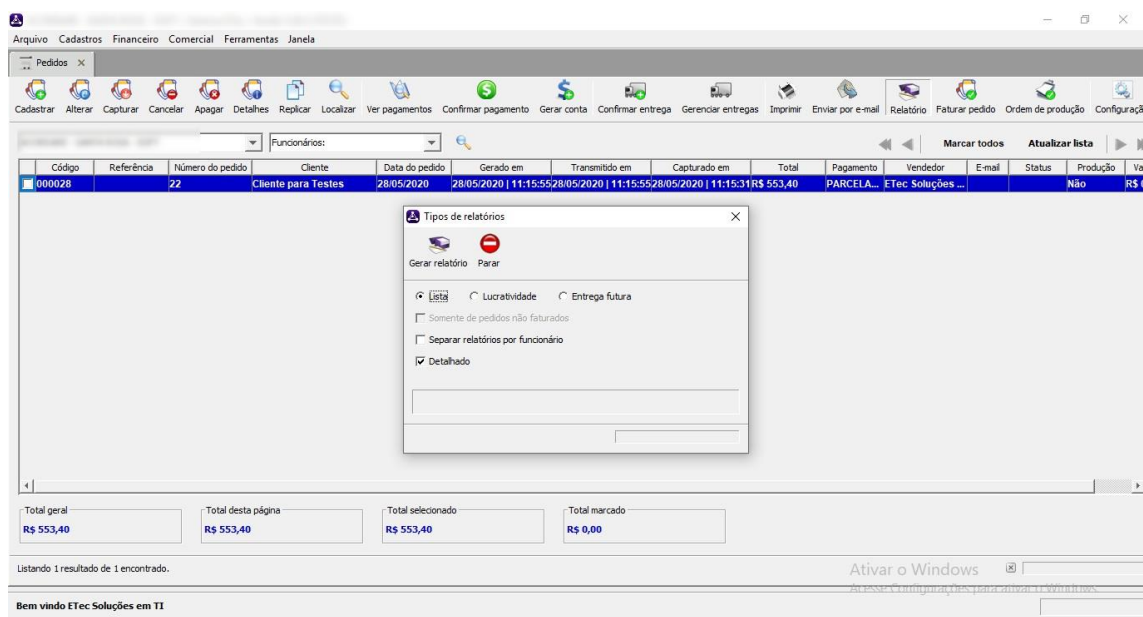 Arquivo Cadastros Financeiro Comercial Ferramentas Janela
Pedidos
Cadastrar Alterar Capturar Cancelar Apagar Detalhes Replicar Localizar Ver pagamentos Confirmar pagamento Gerar conta Confirmar entrega Gerenciar entregas Imprimir Enviar por e-mail Relatório Faturar pedido Ordem de produção Configuraçã
Funcionários: Marcar todos Atualizar lista
Código Referência Número do pedido Cliente Data do pedido Gerado em Transmitido em Capturado em Total Pagamento Vendedor E-mail Status Produção Va
000028 22 Cliente para Testes 28/05/2020 28/05/2020 | 11:15:55 28/05/2020 | 11:15:55 28/05/2020 | 11:15:31 R$ 553,40 PARCELA... ETec Soluções ... Não R$
Tipos de relatórios
Gerar relatório Parar
Lista Lucratividade Entrega futura
Somente de pedidos não faturados
Separar relatórios por funcionário
Detalhado
Total geral Total desta página Total selecionado Total marcado
R$ 553,40 R$ 553,40 R$ 553,40 R$ 0,00
Listando 1 resultado de 1 encontrado.
Ativar o Windows
Acesse Configurações para ativar o Windows.
Bem vindo ETec Soluções em TI